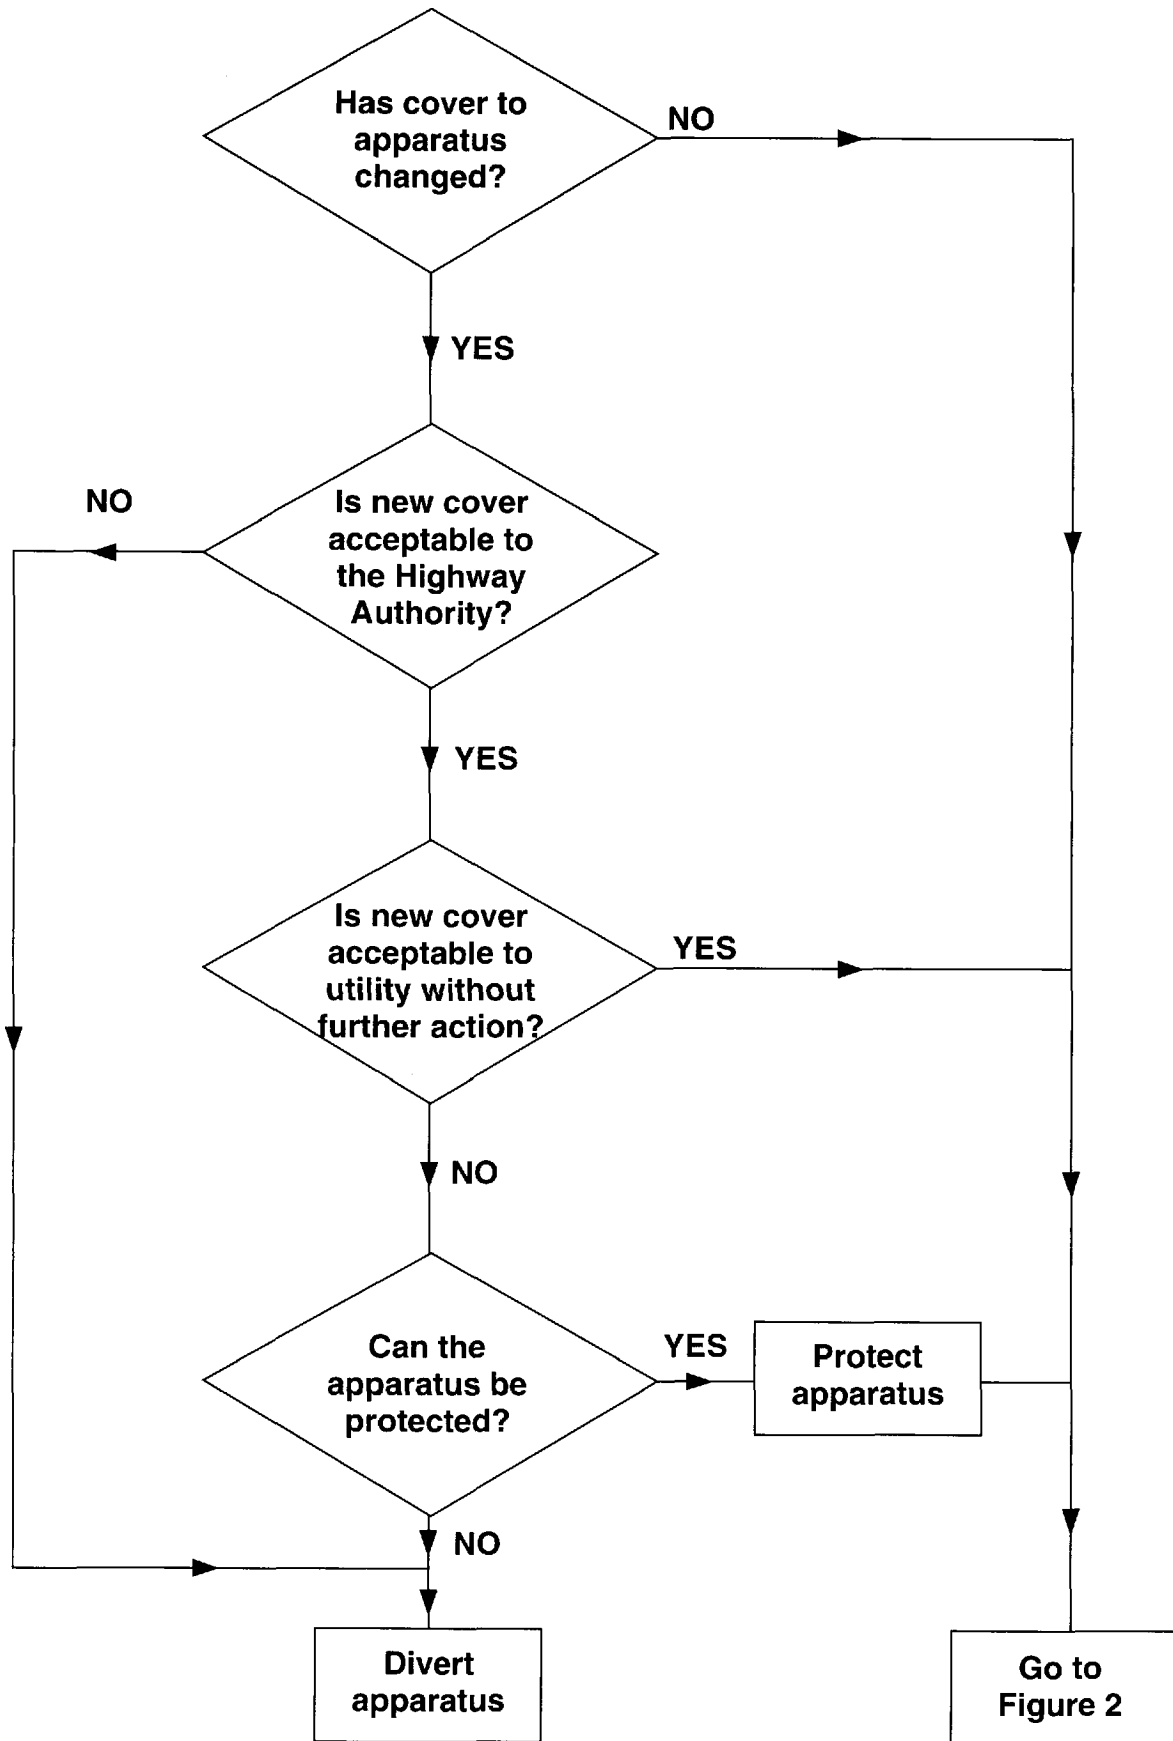 Has cover to
apparatus
changed?
NO
YES
NO
Is new cover
acceptable to
the Highway
Authority?
YES
Is new cover
acceptable to
utility without
further action?
YES
NO
Can the
apparatus be
protected?
YES
Protect
apparatus
NO
Divert
apparatus
Go to
Figure 2